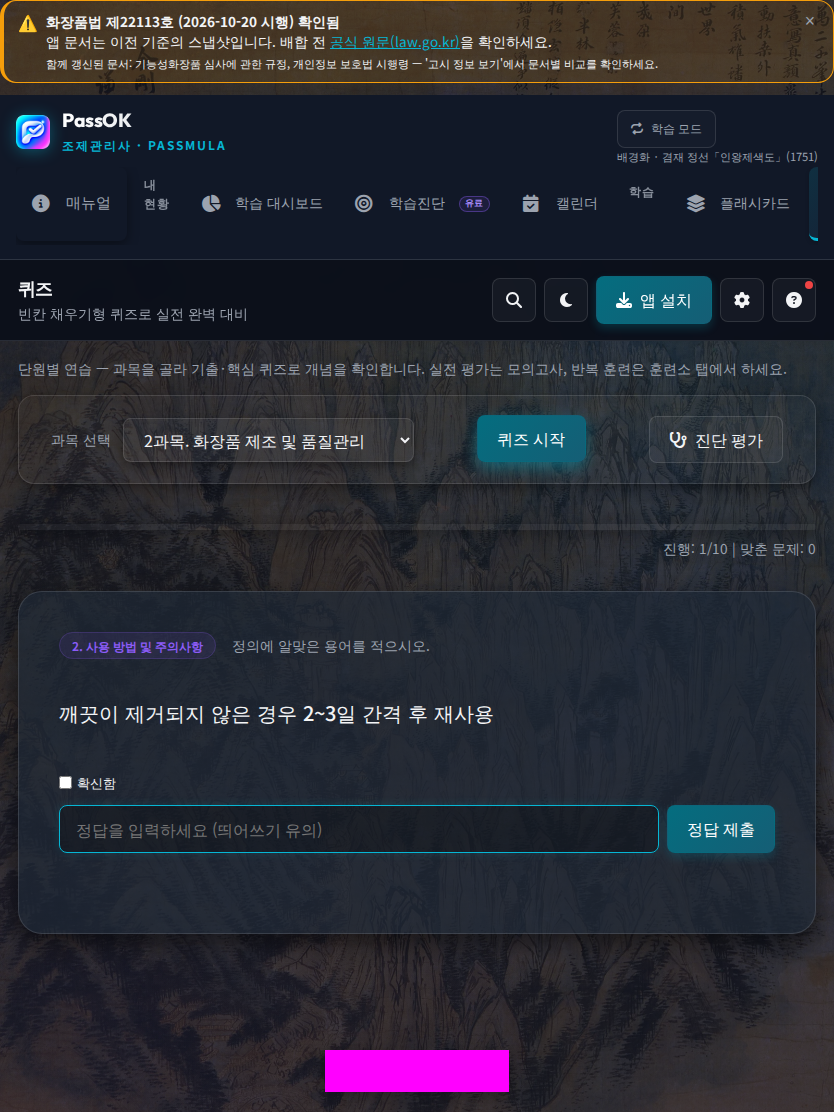 화장품법 제22113호 (2026-10-20 시행) 확인됨
앱 문서는 이전 기준의 스냅샷입니다. 배합 전 공식 원문(law.go.kr)을 확인하세요.
함께 갱신된 문서: 기능성화장품 심사에 관한 규정, 개인정보 보호법 시행령 — '고시 정보 보기'에서 문서별 비교를 확인하세요.
PassOK
조제관리사 · PASSMULA
학습 모드
배경화 · 겸재 정선「인왕제색도」(1751)
매뉴얼
내
현황
학습 대시보드
학습진단 유료
캘린더
학습
플래시카드
퀴즈
빈칸 채우기형 퀴즈로 실전 완벽 대비
앱 설치
단원별 연습 — 과목을 골라 기출·핵심 퀴즈로 개념을 확인합니다. 실전 평가는 모의고사, 반복 훈련은 훈련소 탭에서 하세요.
과목 선택 2과목. 화장품 제조 및 품질관리 퀴즈 시작 진단 평가
진행: 1/10 | 맞춘 문제: 0
2. 사용 방법 및 주의사항 정의에 알맞은 용어를 적으시오.
깨끗이 제거되지 않은 경우 2~3일 간격 후 재사용
확신함
정답을 입력하세요 (띄어쓰기 유의) 정답 제출